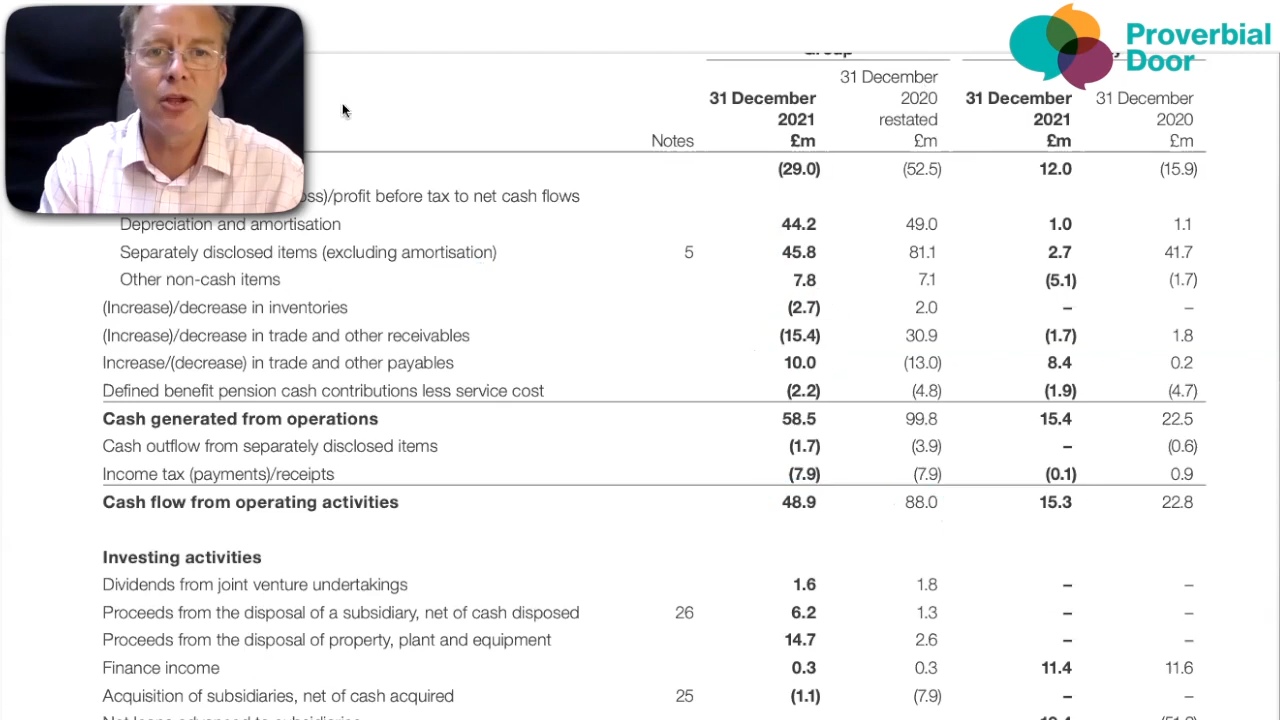 Proverbial
Door
31 December
31 December 2020 31 December 31 December
2021 restated 2021 2020
Notes £m £m £m £m
(29.0) (52.5) 12.0 (15.9)
oss)/profit before tax to net cash flows
Depreciation and amortisation 44.2 49.0 1.0 1.1
Separately disclosed items (excluding amortisation) 5 45.8 81.1 2.7 41.7
Other non-cash items 7.8 7.1 (5.1) (1.7)
(Increase)/decrease in inventories (2.7) 2.0 – –
(Increase)/decrease in trade and other receivables (15.4) 30.9 (1.7) 1.8
Increase/(decrease) in trade and other payables 10.0 (13.0) 8.4 0.2
Defined benefit pension cash contributions less service cost (2.2) (4.8) (1.9) (4.7)
Cash generated from operations 58.5 99.8 15.4 22.5
Cash outflow from separately disclosed items (1.7) (3.9) – (0.6)
Income tax (payments)/receipts (7.9) (7.9) (0.1) 0.9
Cash flow from operating activities 48.9 88.0 15.3 22.8
Investing activities
Dividends from joint venture undertakings 1.6 1.8 – –
Proceeds from the disposal of a subsidiary, net of cash disposed 26 6.2 1.3 – –
Proceeds from the disposal of property, plant and equipment 14.7 2.6 – –
Finance income 0.3 0.3 11.4 11.6
Acquisition of subsidiaries, net of cash acquired 25 (1.1) (7.9) – –